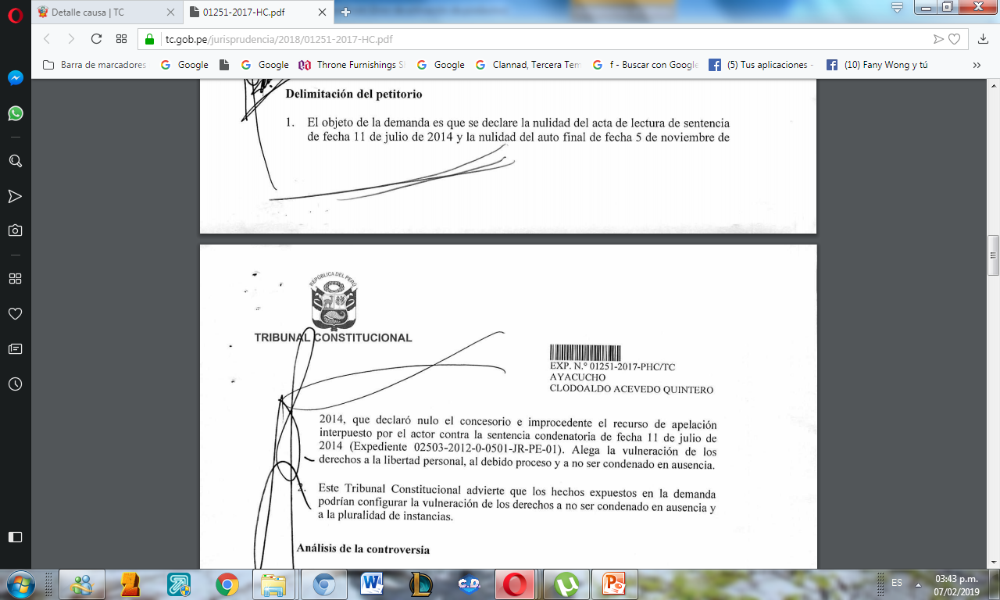 Detalle causa | TC
01251-2017-HC.pdf
tc.gob.pe/jurisprudencia/2018/01251-2017-HC.pdf
Barra de marcadores
Google
Google
Throne Furnishings S
Google
Clannad, Tercera Tem
f - Buscar con Google
(5) Tus aplicaciones -
(10) Fany Wong y tú
Delimitación del petitorio
1. El objeto de la demanda es que se declare la nulidad del acta de lectura de sentencia
de fecha 11 de julio de 2014 y la nulidad del auto final de fecha 5 de noviembre de
REPÚBLICA DEL PERÚ
TRIBUNAL CONSTITUCIONAL
EXP. N.° 01251-2017-PHC/TC
AYACUCHO
CLODOALDO ACEVEDO QUINTERO
2014, que declaró nulo el concesorio e improcedente el recurso de apelación
interpuesto por el actor contra la sentencia condenatoria de fecha 11 de julio de
2014 (Expediente 02503-2012-0-0501-JR-PE-01). Alega la vulneración de los
derechos a la libertad personal, al debido proceso y a no ser condenado en ausencia.
2. Este Tribunal Constitucional advierte que los hechos expuestos en la demanda
podrían configurar la vulneración de los derechos a no ser condenado en ausencia y
a la pluralidad de instancias.
Análisis de la controversia
C.D.
ES
03:43 p.m.
07/02/2019